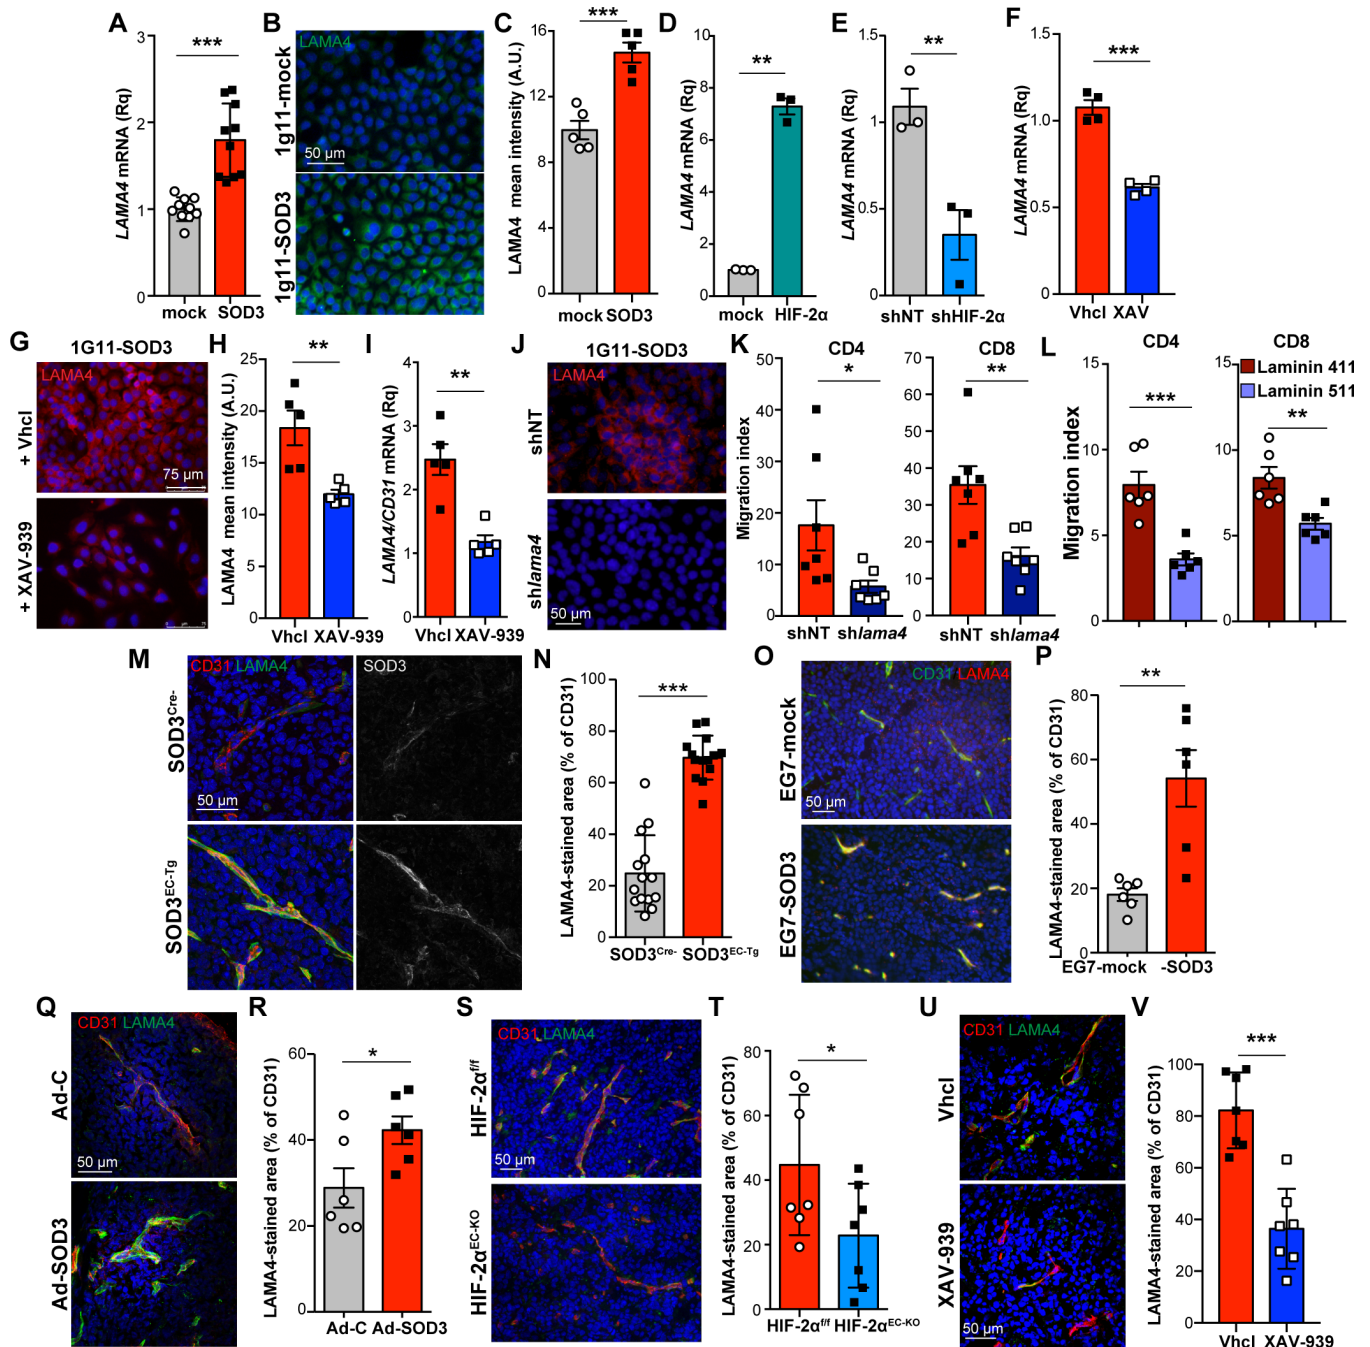 A
LAMA4 mRNA (Rq)
3
2
1
0
***
mock SOD3
B
LAMA4
1g11-mock
50 µm
1g11-SOD3
C
LAMA4 mean intensity (A.U.)
16
14
12
10
8
***
mock SOD3
D
LAMA4 mRNA (Rq)
10
8
6
4
2
0
**
mock HIF-2α
E
LAMA4 mRNA (Rq)
1.5
1.0
0.5
0
**
shNT shHIF-2α
F
LAMA4 mRNA (Rq)
1.5
1.0
0.5
0.0
***
Vhcl XAV
G
1G11-SOD3
LAMA4
+ Vhcl
75 µm
+ XAV-939
H
LAMA4 mean intensity (A.U.)
25
20
15
10
5
0
**
Vhcl XAV-939
I
LAMA4/CD31 mRNA (Rq)
4
3
2
1
0
**
Vhcl XAV-939
J
1G11-SOD3
LAMA4
shNT
shlama4
50 µm
K
Migration index
CD4
50
40
30
20
10
0
*
shNT shlama4
CD8
70
60
50
40
30
20
10
0
**
shNT shlama4
L
Migration index
CD4
15
10
5
0
***
CD8
15
10
5
0
**
Laminin 411
Laminin 511
M
CD31 LAMA4
SOD3
SOD3Cre-
50 µm
SOD3EC-Tg
N
LAMA4-stained area (% of CD31)
100
80
60
40
20
0
***
SOD3Cre- SOD3EC-Tg
O
CD31 LAMA4
EG7-mock
50 µm
EG7-SOD3
P
LAMA4-stained area (% of CD31)
80
60
40
20
0
**
EG7-mock -SOD3
Q
CD31 LAMA4
Ad-C
50 µm
Ad-SOD3
R
LAMA4-stained area (% of CD31)
60
40
20
0
*
Ad-C Ad-SOD3
S
CD31 LAMA4
HIF-2αf/f
50 µm
HIF-2αEC-KO
T
LAMA4-stained area (% of CD31)
80
60
40
20
0
*
HIF-2αf/f HIF-2αEC-KO
U
CD31 LAMA4
Vhcl
XAV-939
50 µm
V
LAMA4-stained area (% of CD31)
100
80
60
40
20
0
***
Vhcl XAV-939